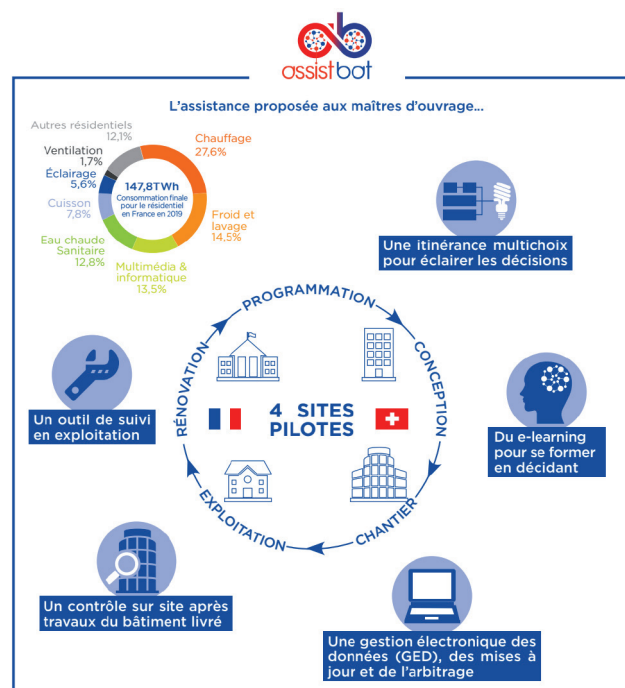 assistbat
L'assistance proposée aux maîtres d'ouvrage...
Autres résidentiels
12,1%
Ventilation
1,7%
Éclairage
5,6%
Cuisson
7,8%
Eau chaude
Sanitaire
12,8%
Multimédia &
informatique
13,5%
Froid et
lavage
14,5%
Chauffage
27,6%
147,8TWh
Consommation finale
pour le résidentiel
en France en 2019
Une itinérance multichoix
pour éclairer les décisions
PROGRAMMATION
CONCEPTION
CHANTIER
EXPLOITATION
RÉNOVATION
4 SITES
PILOTES
Un outil de suivi
en exploitation
Du e-learning
pour se former
en décidant
Un contrôle sur site après
travaux du bâtiment livré
Une gestion électronique des
données (GED), des mises à
jour et de l'arbitrage